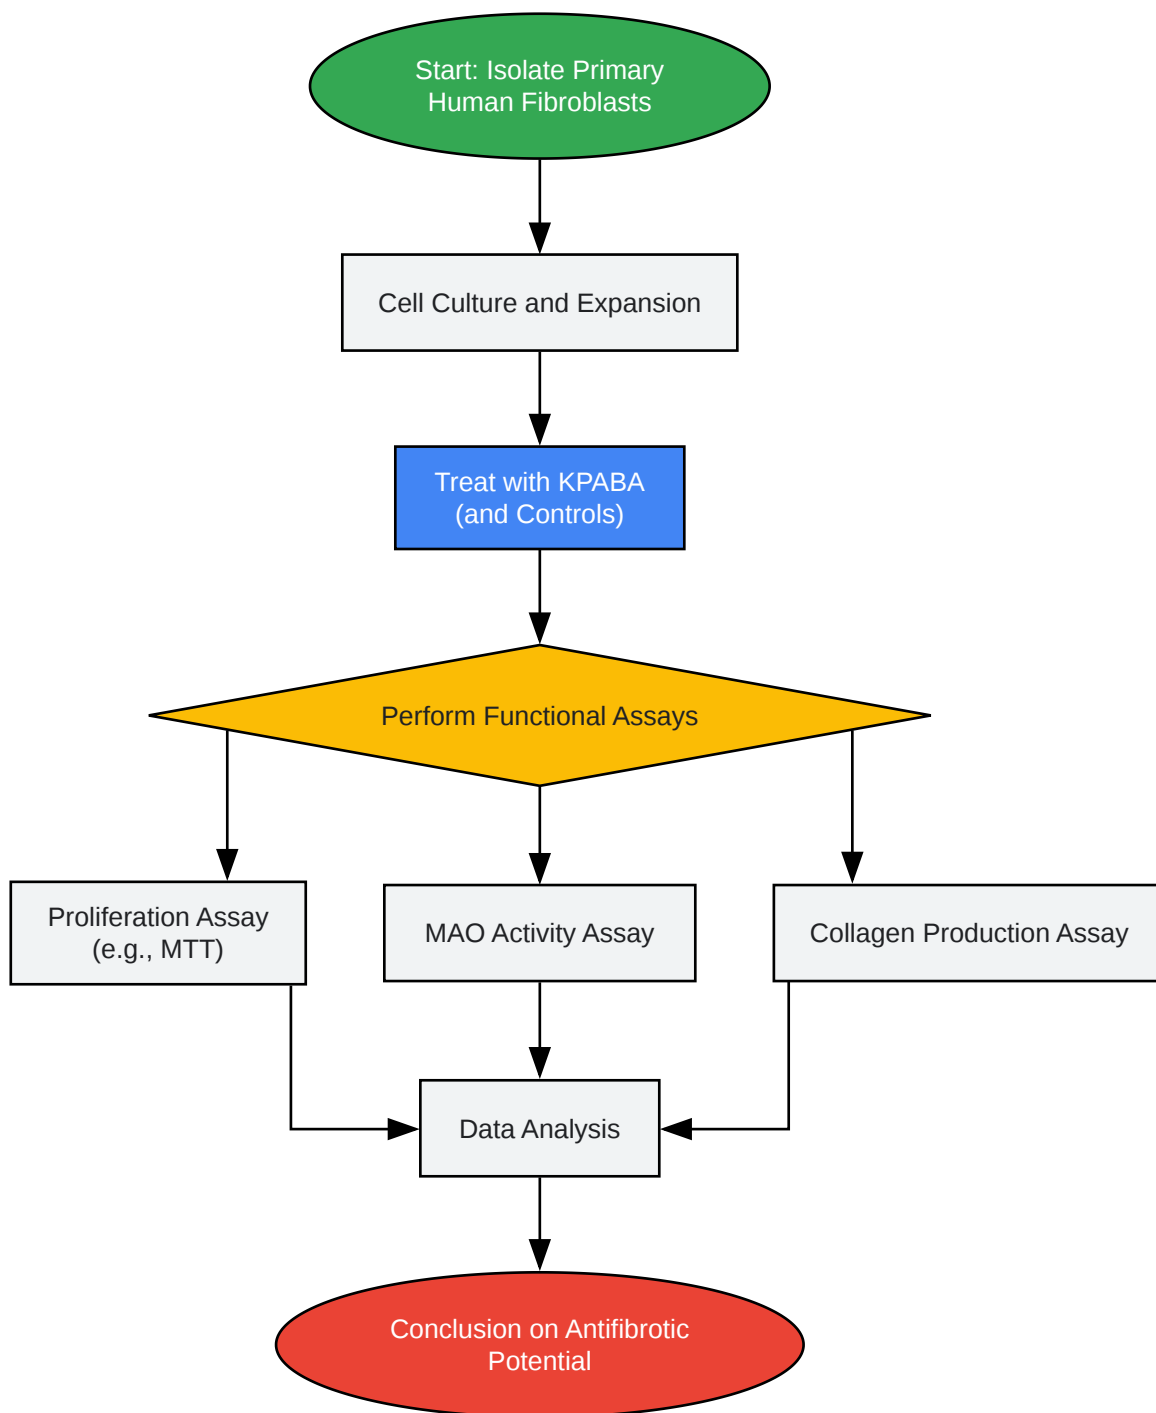 Start: Isolate Primary
Human Fibroblasts
Cell Culture and Expansion
Treat with KPABA
(and Controls)
Perform Functional Assays
Proliferation Assay
(e.g., MTT)
MAO Activity Assay
Collagen Production Assay
Data Analysis
Conclusion on Antifibrotic
Potential